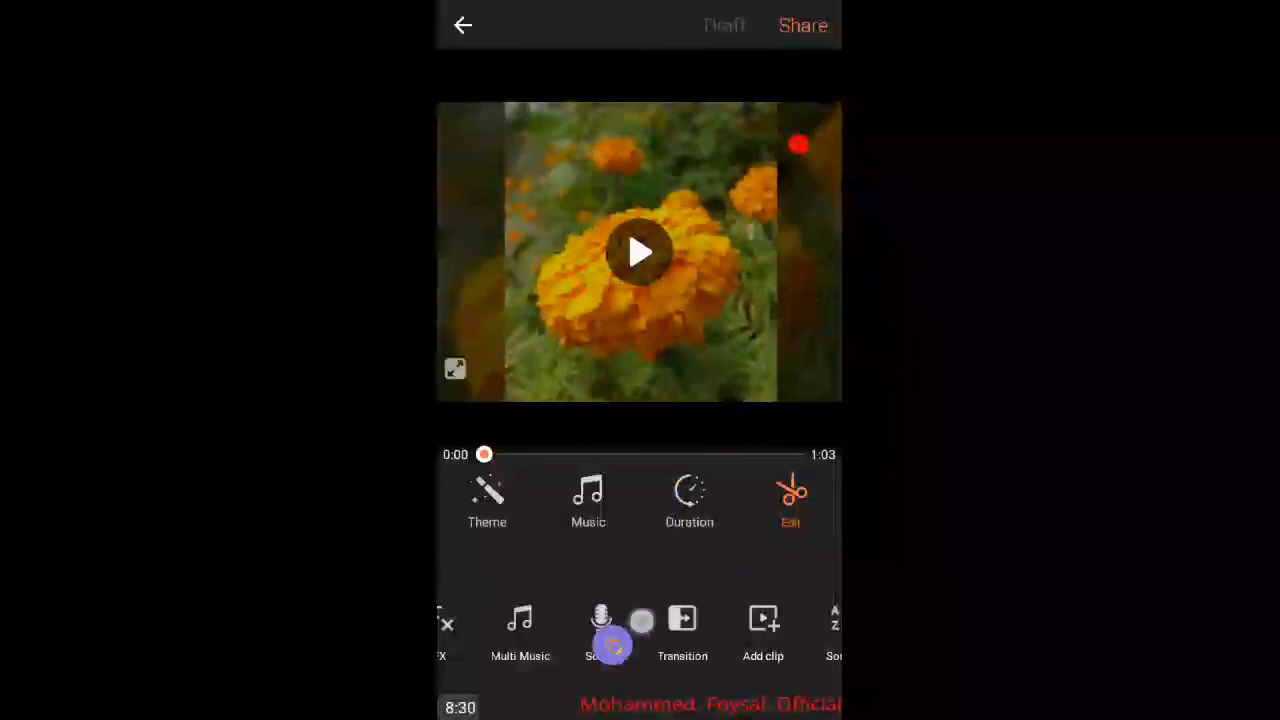 Draft Share
0:00 1:03
Theme Music Duration Edit
Multi Music Transition Add clip
8:30 Mohammed Foysal Official